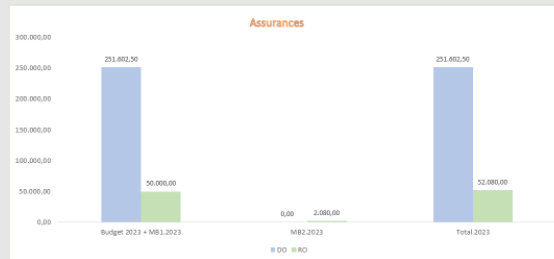 Assurances
300.000,00
250.000,00
200.000,00
150.000,00
100.000,00
50.000,00
0,00
251.602,50
50.000,00
0,00
2.080,00
251.602,50
52.080,00
Budget 2023 + MB1.2023
MB2.2023
Total 2023
DO RO